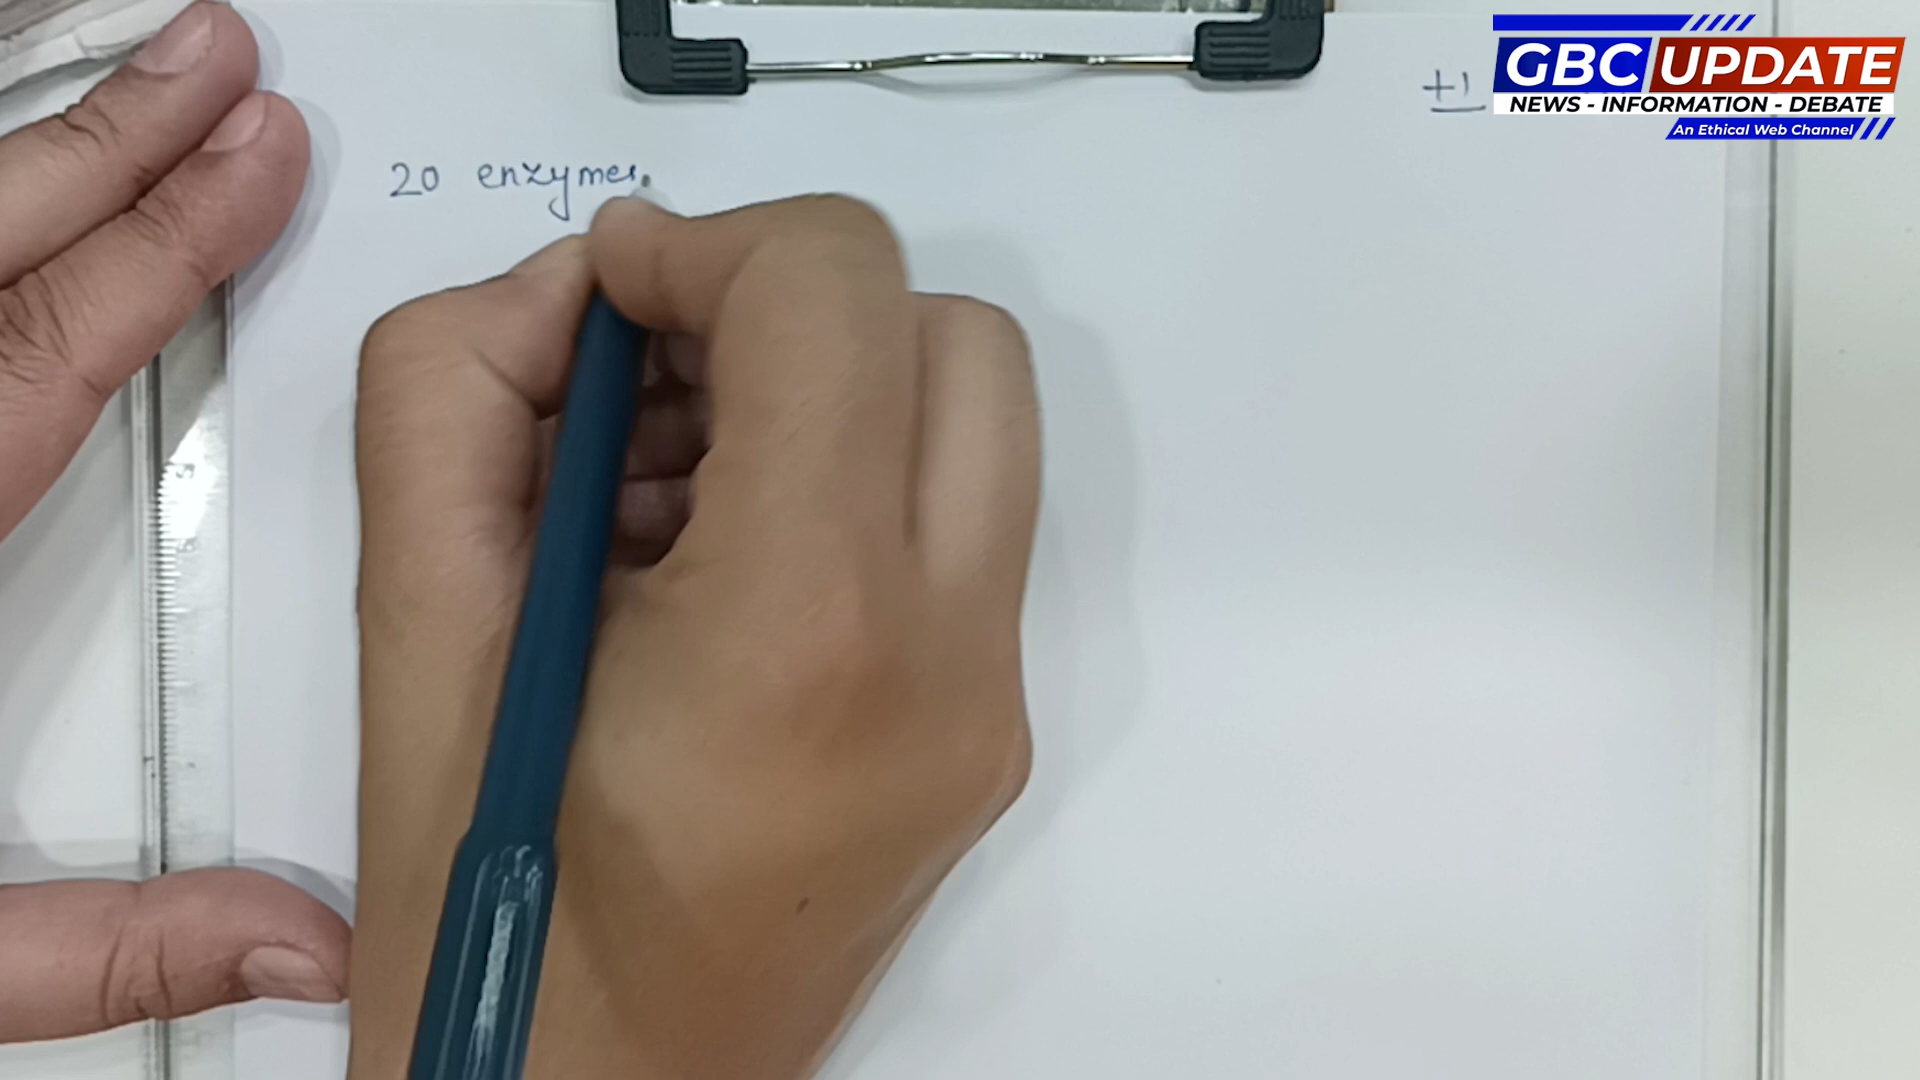 GBC UPDATE
NEWS - INFORMATION - DEBATE
An Ethical Web Channel
+1
20 enzymes